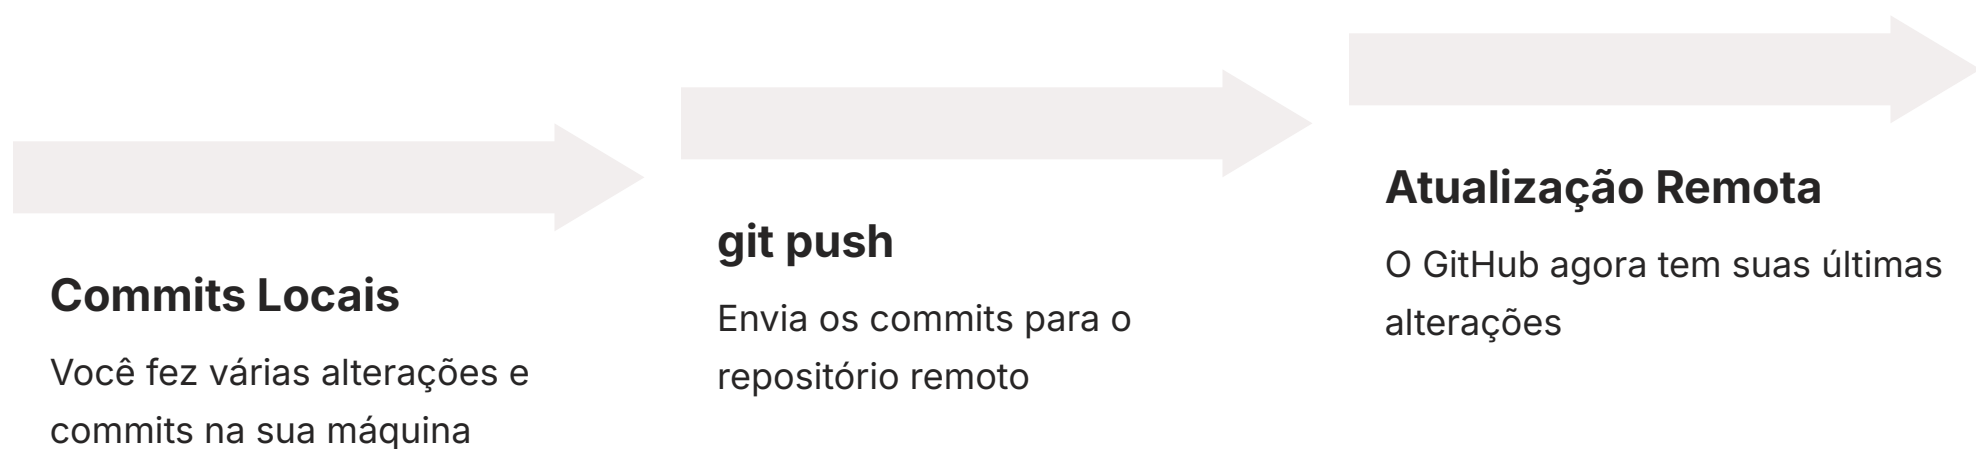 Commits Locais
Você fez várias alterações e
commits na sua máquina
git push
Envia os commits para o
repositório remoto
Atualização Remota
O GitHub agora tem suas últimas
alterações